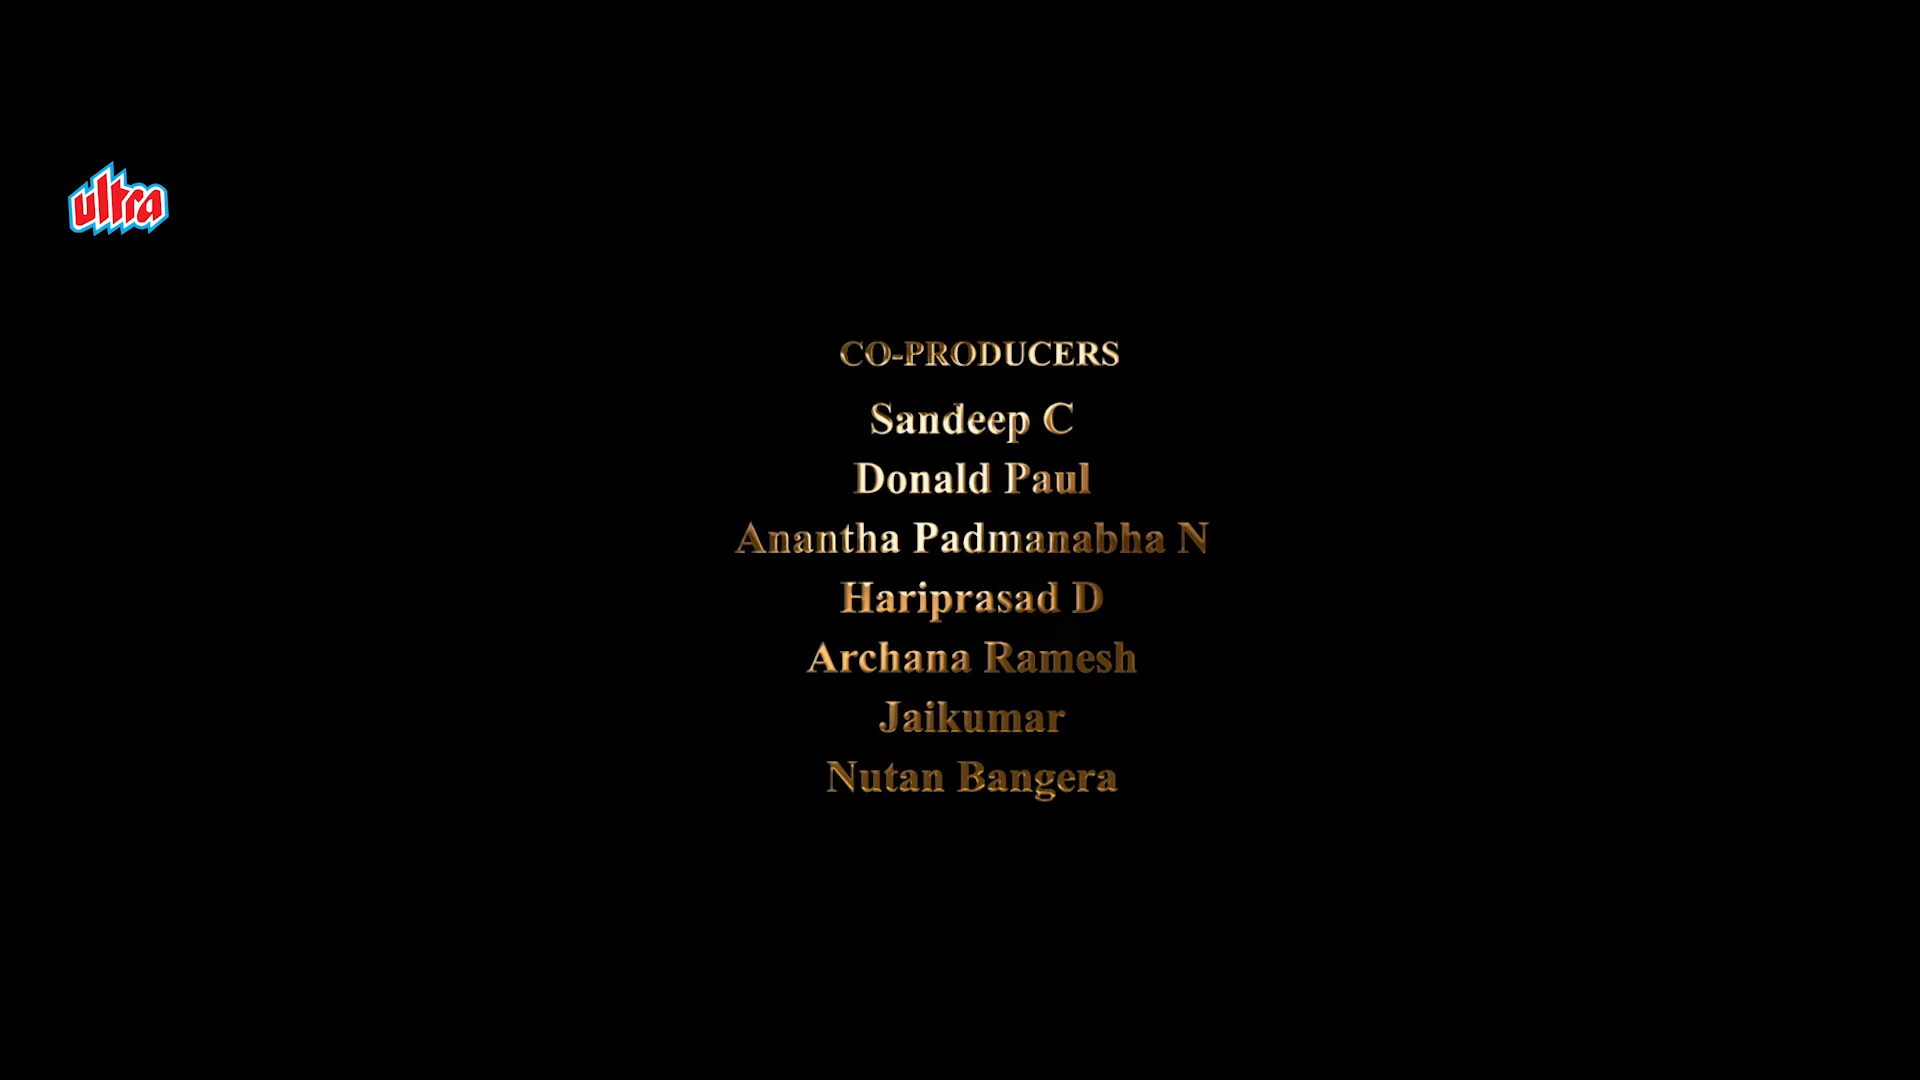 ultra
CO-PRODUCERS
Sandeep C
Donald Paul
Anantha Padmanabha N
Hariprasad D
Archana Ramesh
Jaikumar
Nutan Bangera